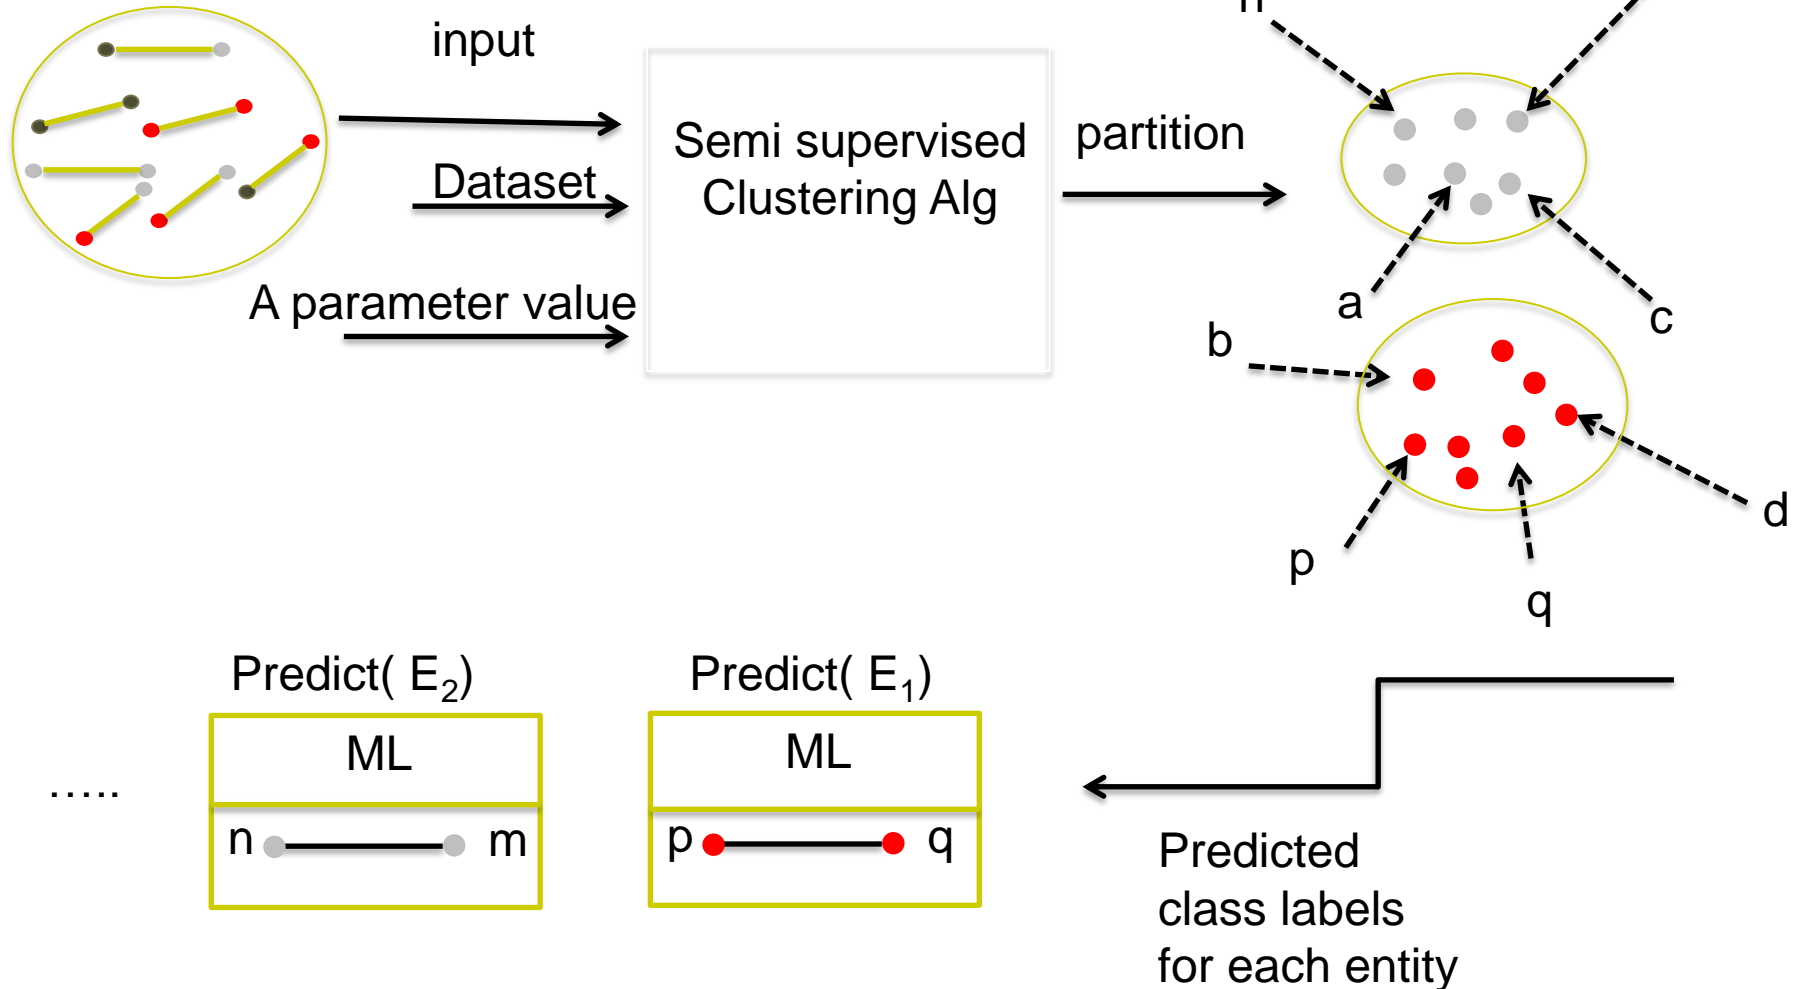 input
Dataset
A parameter value
Semi supervised
Clustering Alg
partition
a
c
b
d
p
q
Predict( E2)
ML
n
m
Predict( E1)
ML
p
q
.....
Predicted
class labels
for each entity